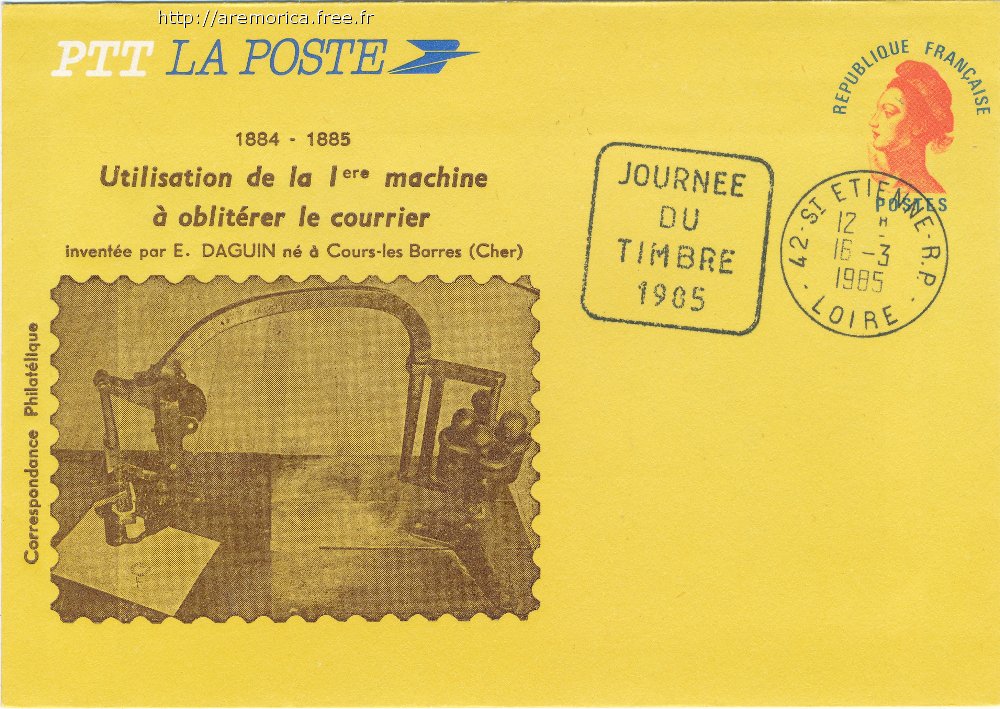 http://aremorica.free.fr
PTT LA POSTE
REPUBLIQUE FRANÇAISE
POSTES
1884 - 1885
Utilisation de la 1ere machine
à oblitérer le courrier
inventée par E. DAGUIN né à Cours-les Barres (Cher)
Correspondance Philatélique
JOURNEE
DU
TIMBRE
1985
42 - ST ETIENNE - R.P.
12 H
16 - 3
1985
- LOIRE -